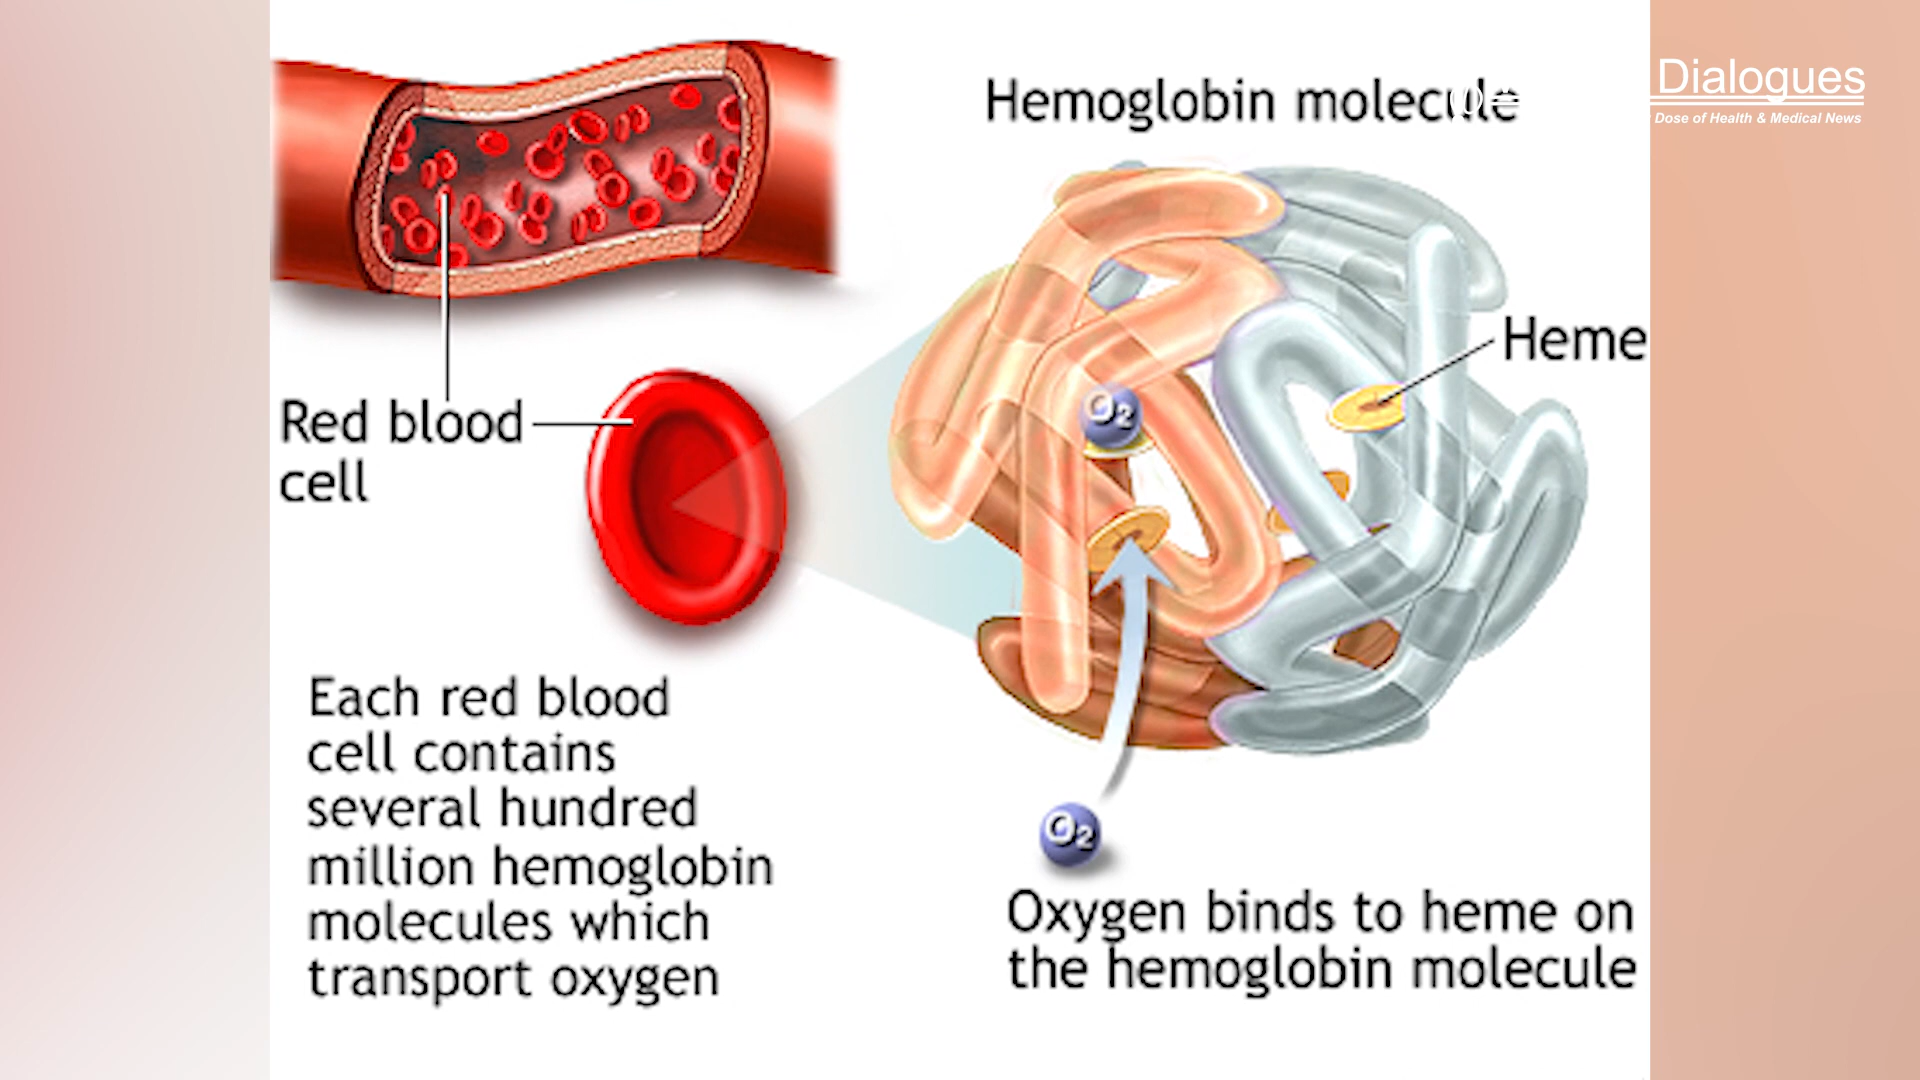 Dialogues
Dose of Health & Medical News
Hemoglobin molecule
Heme
Red blood
cell
O2
O2
Each red blood
cell contains
several hundred
million hemoglobin
molecules which
transport oxygen
Oxygen binds to heme on
the hemoglobin molecule